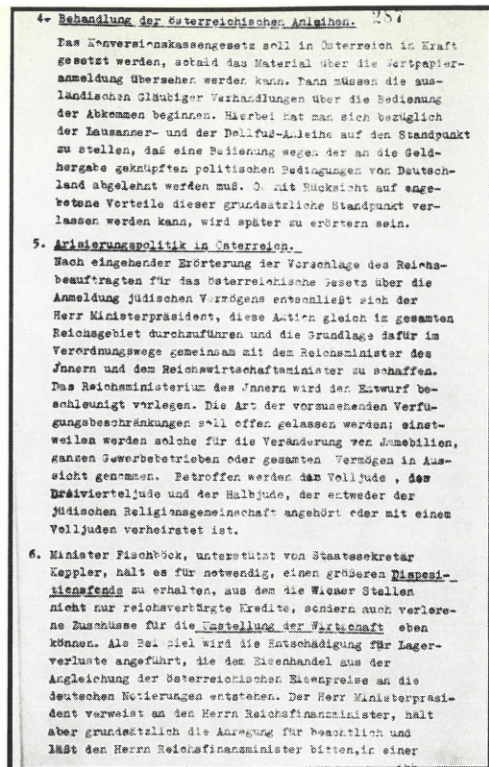 4- Behandlung der österreichischen Anleihen. 287
Das Konversionskassengesetz soll in Österreich in Kraft
gesetzt werden, sobald das Material über die Wertpapier-
anmeldung übersehen werden kann. Dann müssen die aus-
ländischen Gläubiger Verhandlungen über die Bedienung
der Abkommen beginnen. Hierbei hat man sich bezüglich
der Lausanner- und der Dollfuß-Anleihe auf den Standpunkt
zu stellen, daß eine Bedienung wegen der an die Geld-
hergabe geknüpften politischen Bedingungen von Deutsch-
land abgelehnt werden muß. Ob mit Rücksicht auf ange-
botene Vorteile dieser grundsätzliche Standpunkt ver-
lassen werden kann, wird später zu erörtern sein.
5. Arisierungspolitik in Österreich.
Nach eingehender Erörterung der Vorschläge des Reichs-
beauftragten für das österreichische Gesetz über die
Anmeldung jüdischen Vermögens entschließt sich der
Herr Ministerpräsident, diese Aktion gleich im gesamten
Reichsgebiet durchzuführen und die Grundlage dafür im
Verordnungswege gemeinsam mit dem Reichsminister des
Jnnern und dem Reichswirtschaftsminister zu schaffen.
Das Reichsministerium des Jnnern wird den Entwurf be-
schleunigt vorlegen. Die Art der vorzusehenden Verfü-
gungsbeschränkungen soll offen gelassen werden; einst-
weilen werden solche für die Veränderung von Jmmobilien,
ganzen Gewerbebetrieben oder gesamten Vermögen in Aus-
sicht genommen. Betroffen werden der Volljude , der
Dreivierteljude und der Halbjude, der entweder der
jüdischen Religionsgemeinschaft angehört oder mit einem
Volljuden verheiratet ist.
6. Minister Fischböck, unterstützt von Staatssekretär
Keppler, hält es für notwendig, einen größeren Disposi-
tionsfonds zu erhalten, aus dem die Wiener Stellen
nicht nur reichsverbürgte Kredite, sondern auch verlore-
ne Zuschüsse für die Umstellung der Wirtschaft eben
können. Als Beispiel wird die Entschädigung für Lager-
verluste angeführt, die dem Eisenhandel aus der
Angleichung der österreichischen Eisenpreise an die
deutschen Notierungen entstehen. Der Herr Ministerpräsi-
dent verweist an den Herrn Reichsfinanzminister, hält
aber grundsätzlich die Anregung für beachtlich und
läßt den Herrn Reichsfinanzminister bitten, in einer